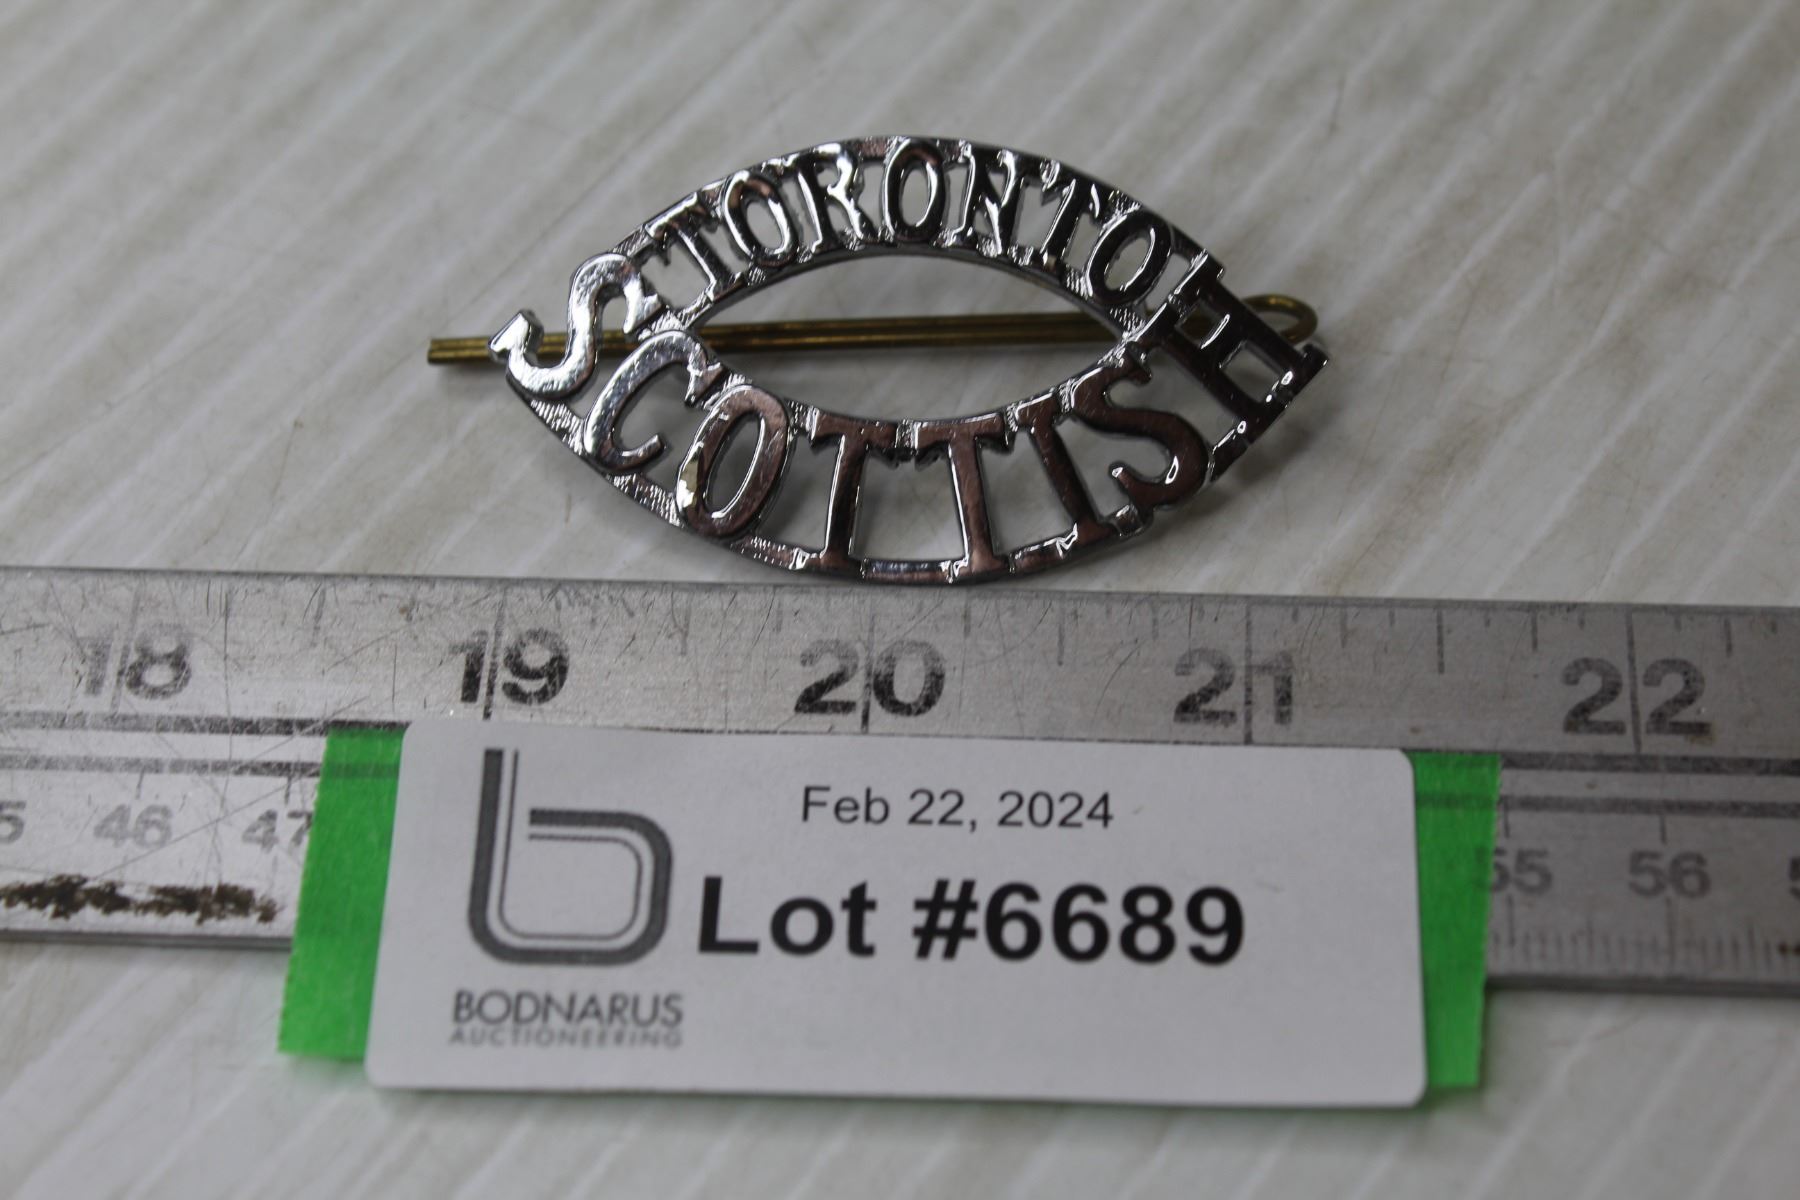 TORONTO
SCOTTISH
18 19 20 21 22
46 47 55 56
Feb 22, 2024
Lot #6689
BODNARUS
AUCTIONEERING